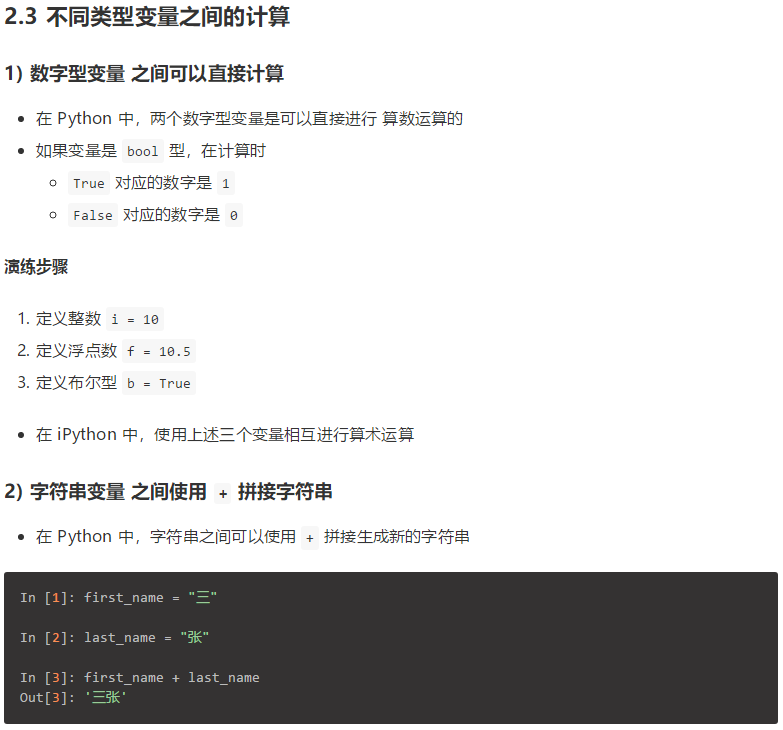 2.3 不同类型变量之间的计算
1) 数字型变量 之间可以直接计算
在 Python 中，两个数字型变量是可以直接进行 算数运算的
如果变量是 bool 型，在计算时
True 对应的数字是 1
False 对应的数字是 0
演练步骤
1. 定义整数 i = 10
2. 定义浮点数 f = 10.5
3. 定义布尔型 b = True
在 iPython 中，使用上述三个变量相互进行算术运算
2) 字符串变量 之间使用 + 拼接字符串
在 Python 中，字符串之间可以使用 + 拼接生成新的字符串
In [1]: first_name = "三"
In [2]: last_name = "张"
In [3]: first_name + last_name
Out[3]: '三张'